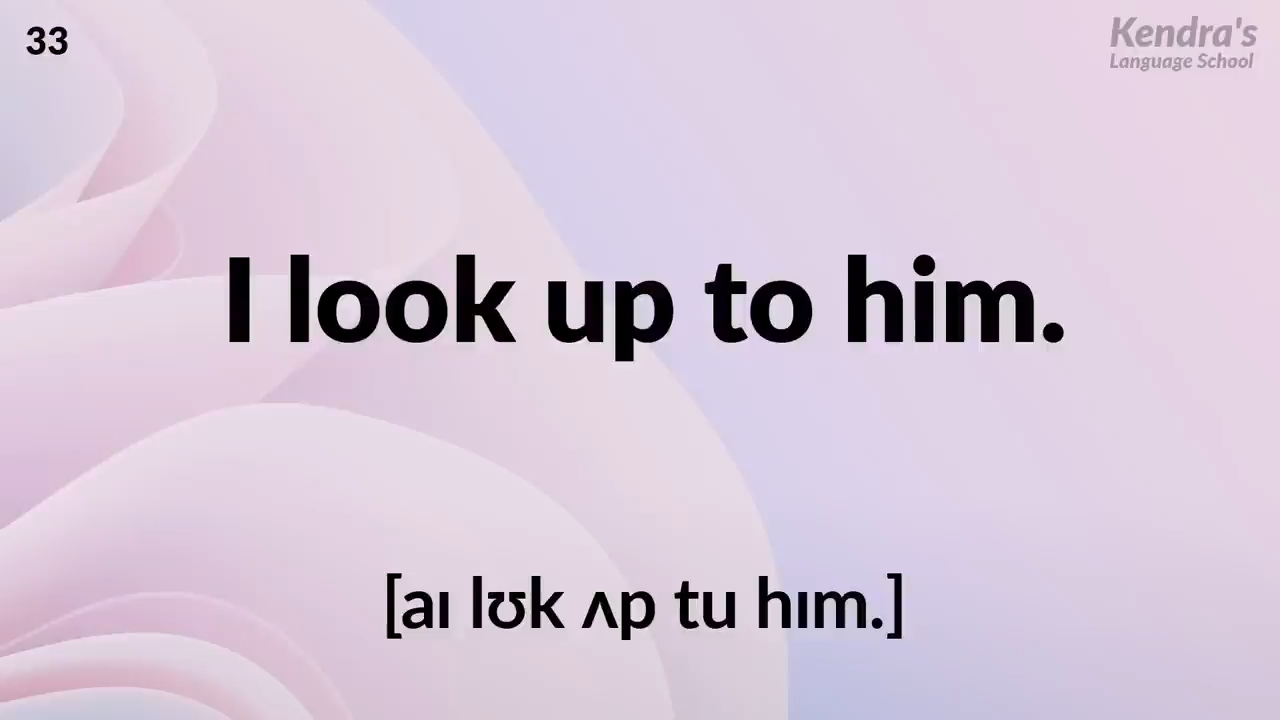 33
Kendra's
Language School
I look up to him.
[aɪ lʊk ʌp tu hɪm.]